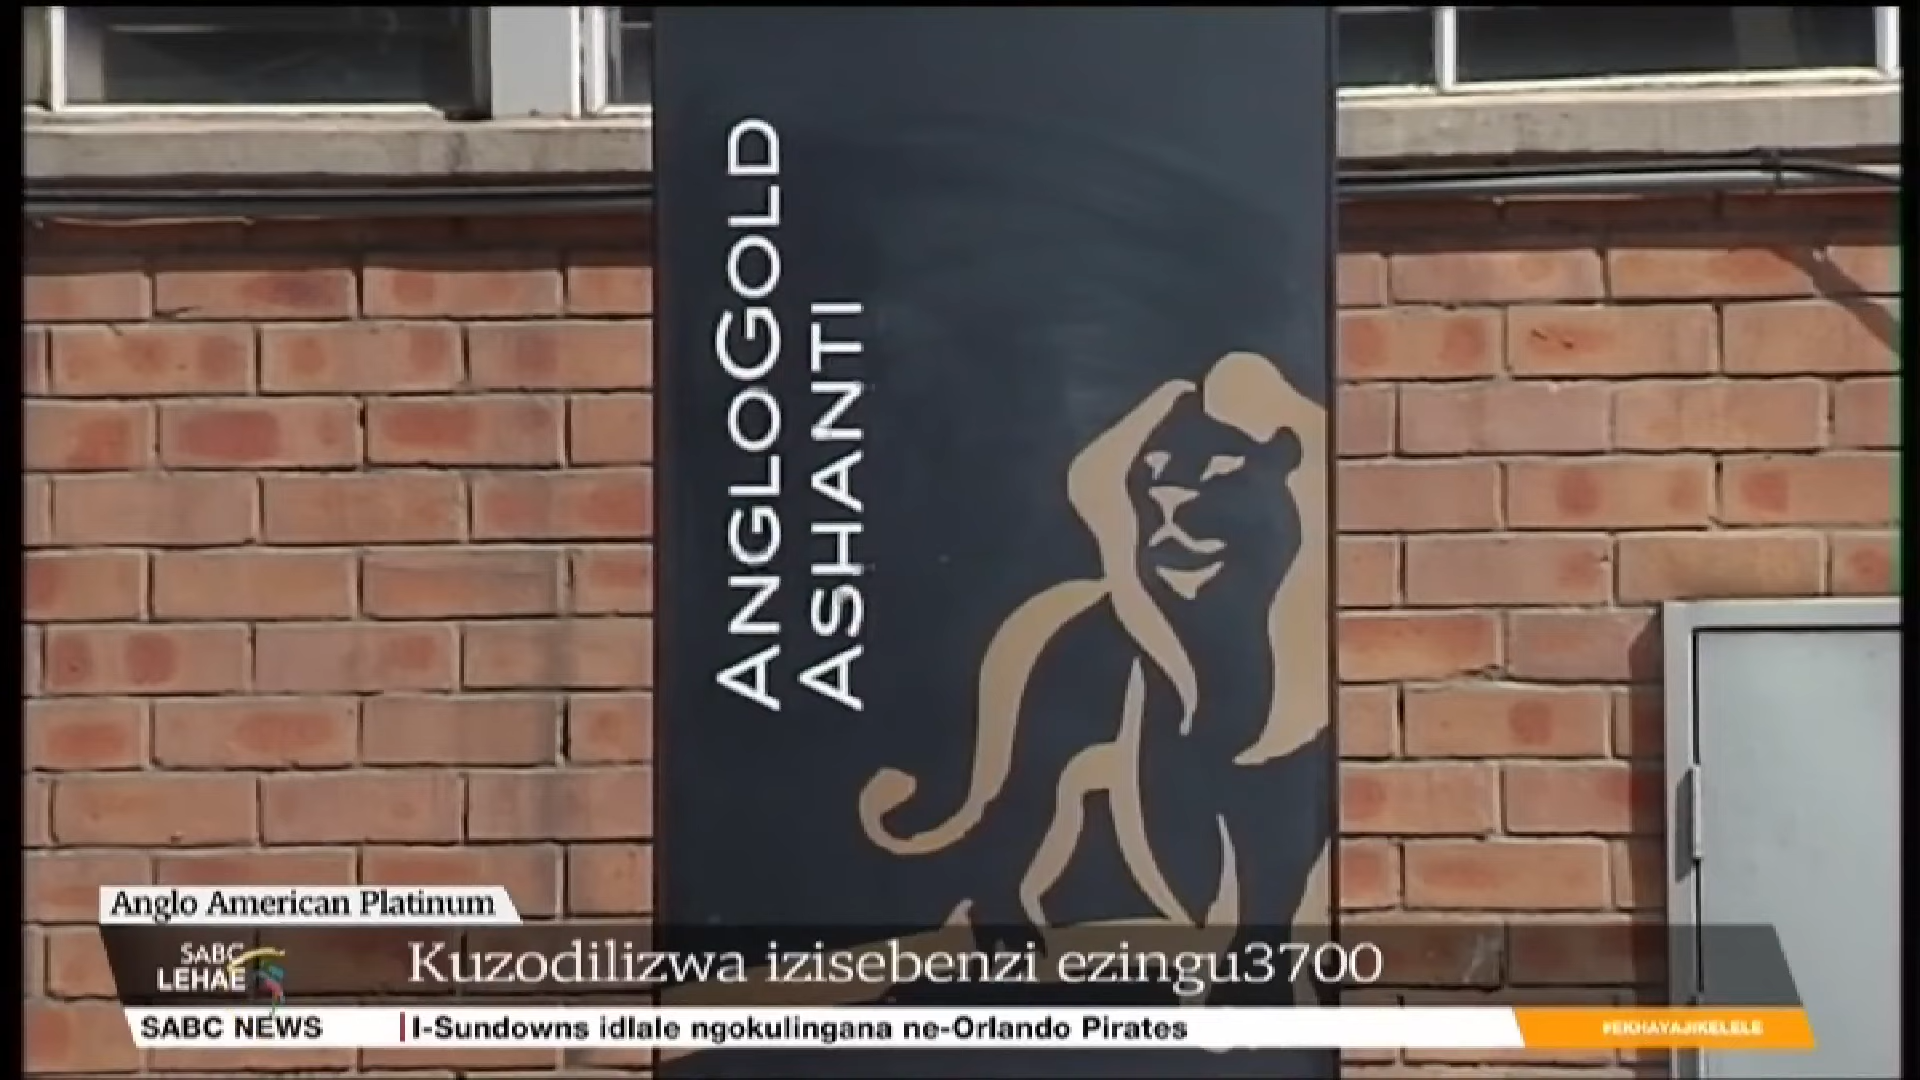 ANGLOGOLD
ASHANTI
Anglo American Platinum
SABC
LEHAE
Kuzodilizwa izisebenzi ezingu3700
SABC NEWS
I-Sundowns idlale ngokulingana ne-Orlando Pirates
#EKHAYAJIKELELE